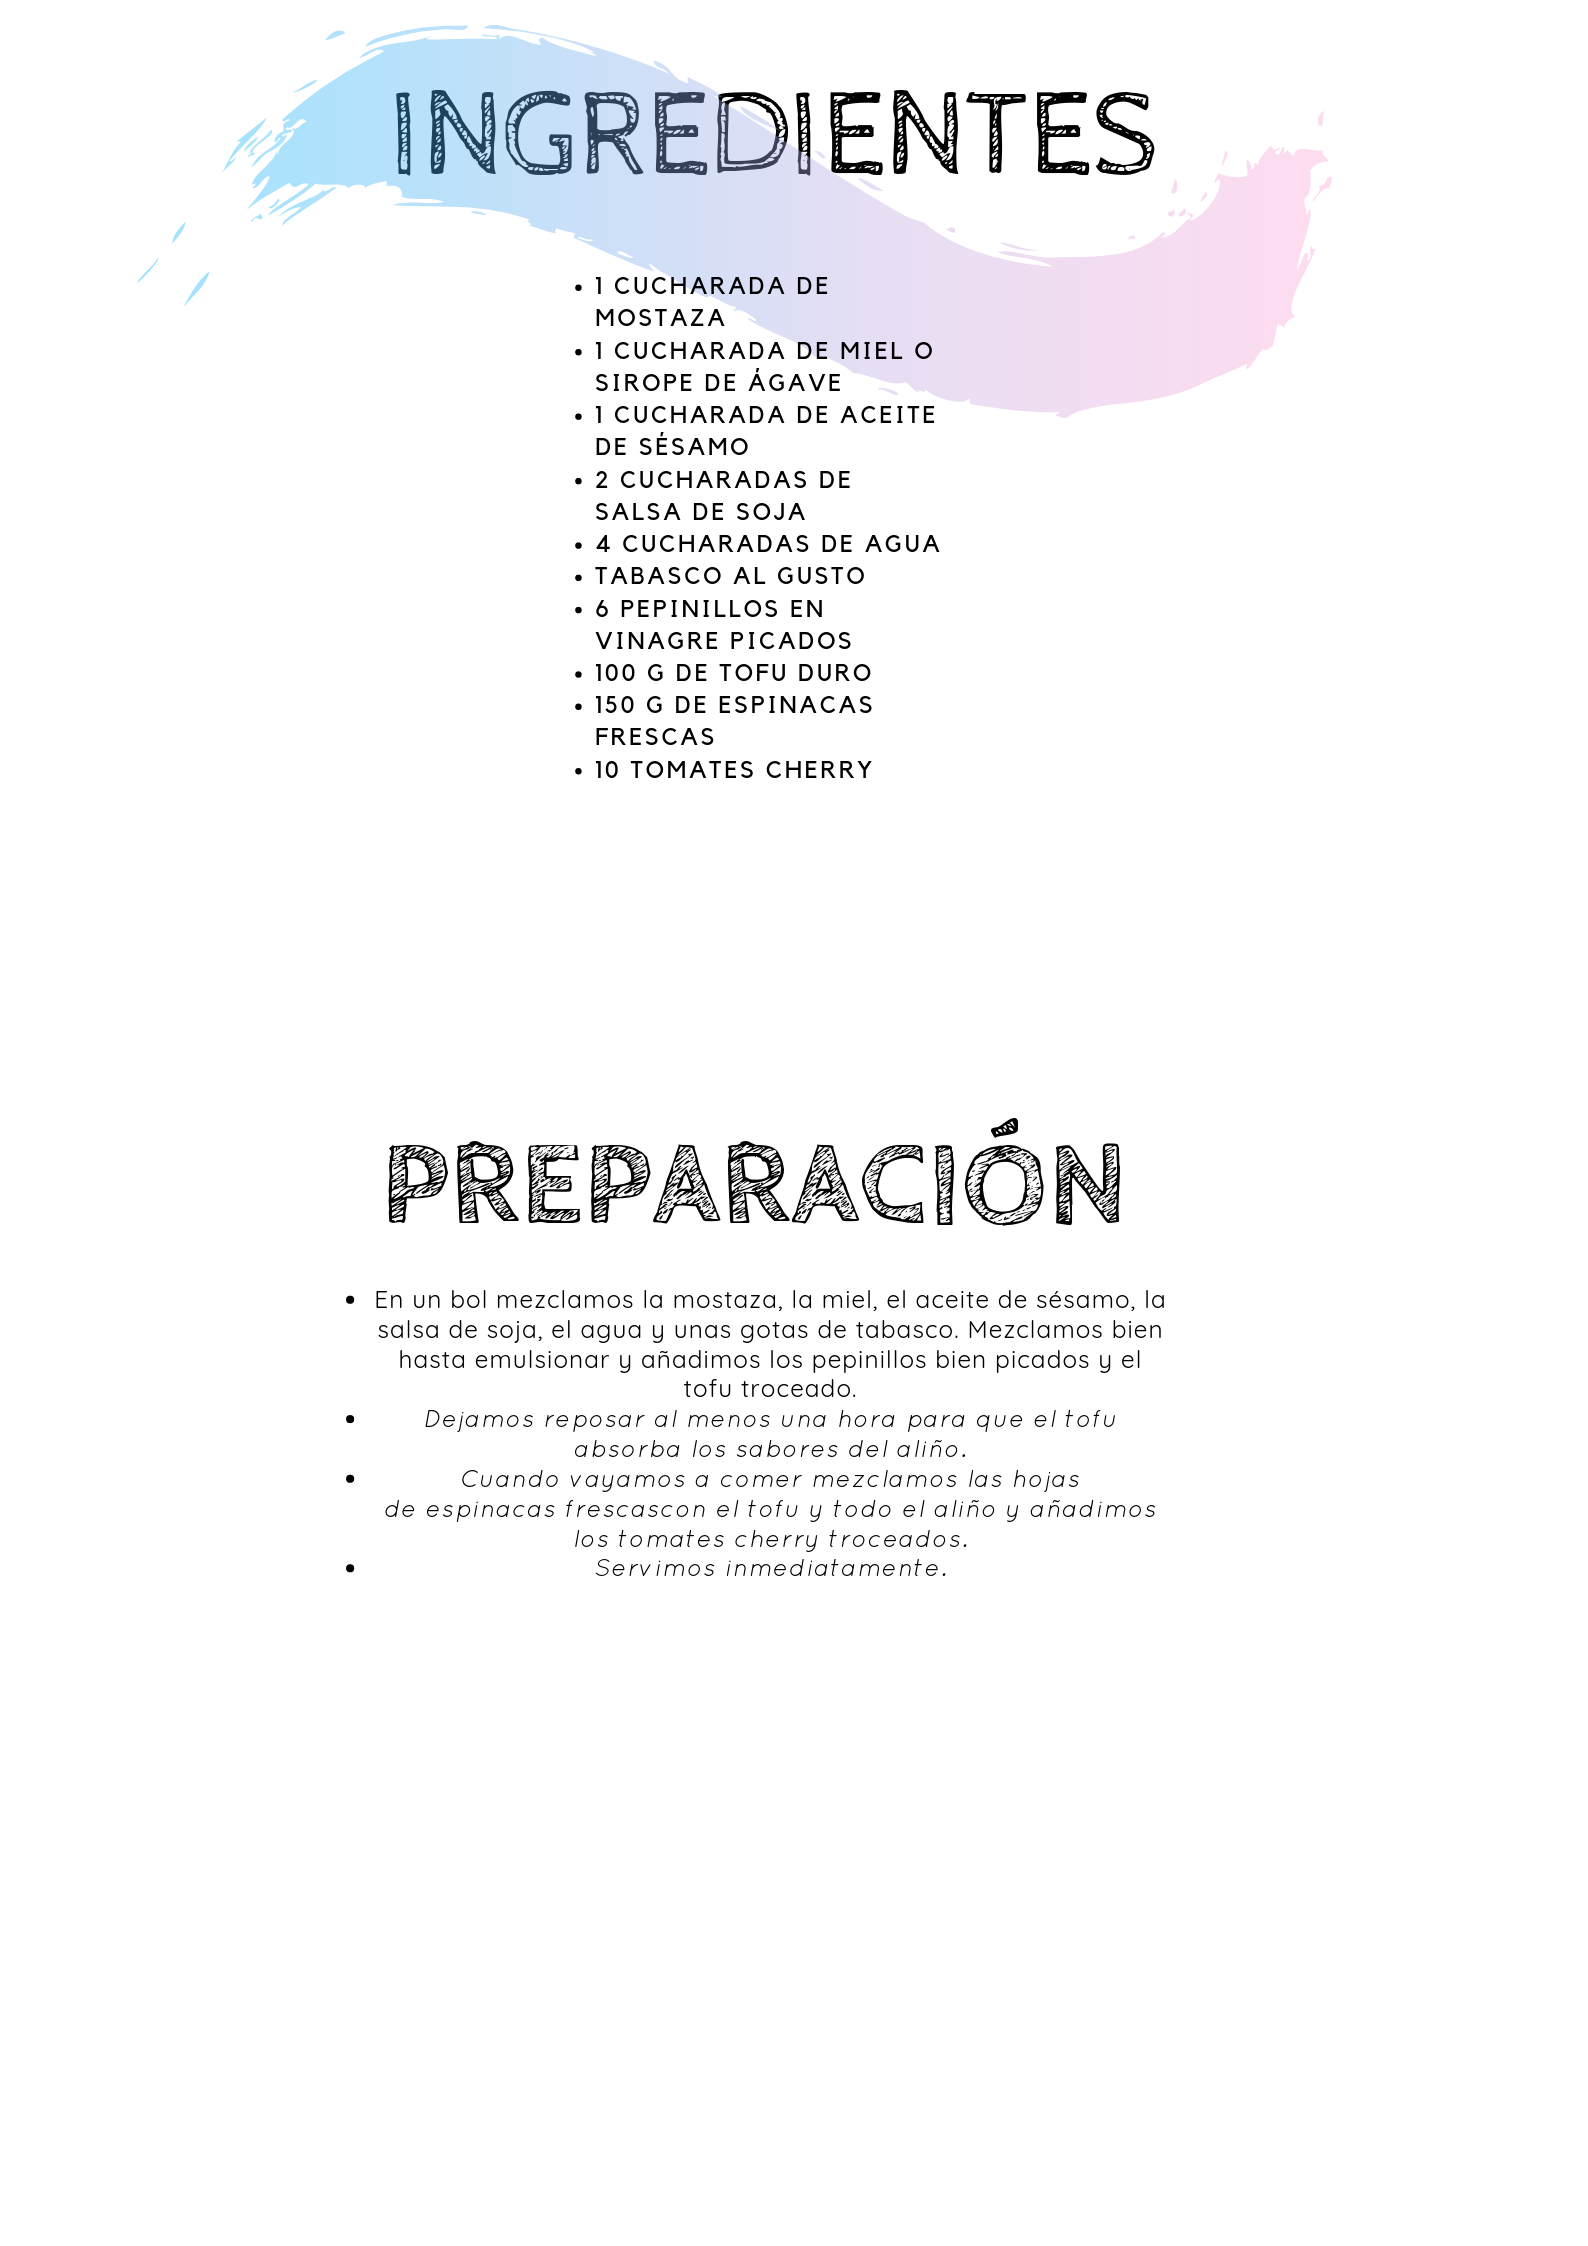 INGREDIENTES
• 1 CUCHARADA DE
MOSTAZA
• 1 CUCHARADA DE MIEL O
SIROPE DE ÁGAVE
• 1 CUCHARADA DE ACEITE
DE SÉSAMO
• 2 CUCHARADAS DE
SALSA DE SOJA
• 4 CUCHARADAS DE AGUA
• TABASCO AL GUSTO
• 6 PEPINILLOS EN
VINAGRE PICADOS
• 100 G DE TOFU DURO
• 150 G DE ESPINACAS
FRESCAS
• 10 TOMATES CHERRY
PREPARACIÓN
• En un bol mezclamos la mostaza, la miel, el aceite de sésamo, la
salsa de soja, el agua y unas gotas de tabasco. Mezclamos bien
hasta emulsionar y añadimos los pepinillos bien picados y el
tofu troceado.
• Dejamos reposar al menos una hora para que el tofu
absorba los sabores del aliño.
• Cuando vayamos a comer mezclamos las hojas
de espinacas frescascon el tofu y todo el aliño y añadimos
los tomates cherry troceados.
• Servimos inmediatamente.